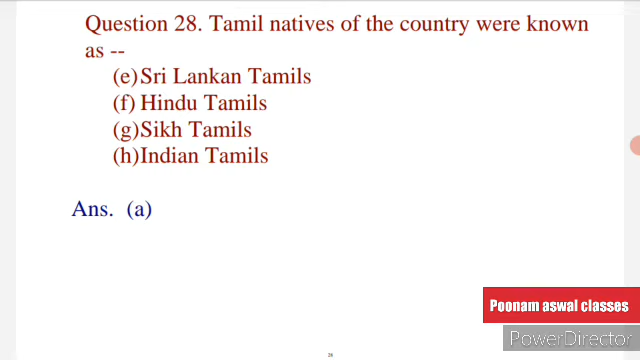 Question 28. Tamil natives of the country were known
as --
(e)Sri Lankan Tamils
(f) Hindu Tamils
(g)Sikh Tamils
(h)Indian Tamils
Ans. (a)
Poonam aswal classes
PowerDirector
28